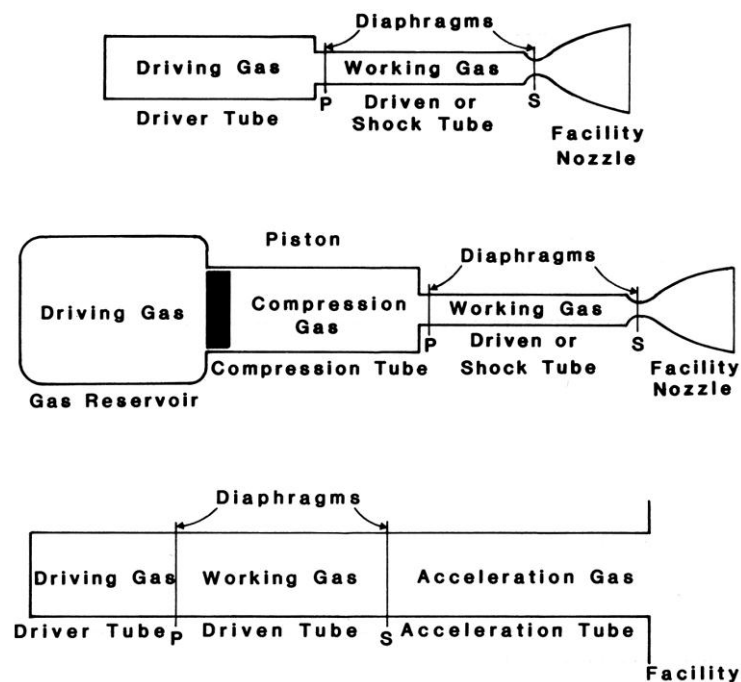 Diaphragms
Driving Gas
Working Gas
P
S
Driver Tube
Driven or
Shock Tube
Facility
Nozzle
Piston
Diaphragms
Driving Gas
Compression
Gas
Working Gas
P
S
Gas Reservoir
Compression Tube
Driven or
Shock Tube
Facility
Nozzle
Diaphragms
Driving Gas
Working Gas
Acceleration Gas
Driver Tube
P
Driven Tube
S
Acceleration Tube
Facility